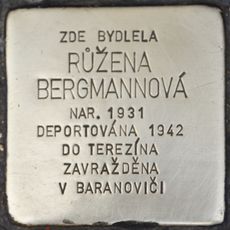 ZDE BYDLELA
RŮŽENA
BERGMANNOVÁ
NAR. 1931
DEPORTOVÁNA 1942
DO TEREZÍNA
ZAVRAŽDĚNA
V BARANOVIČI